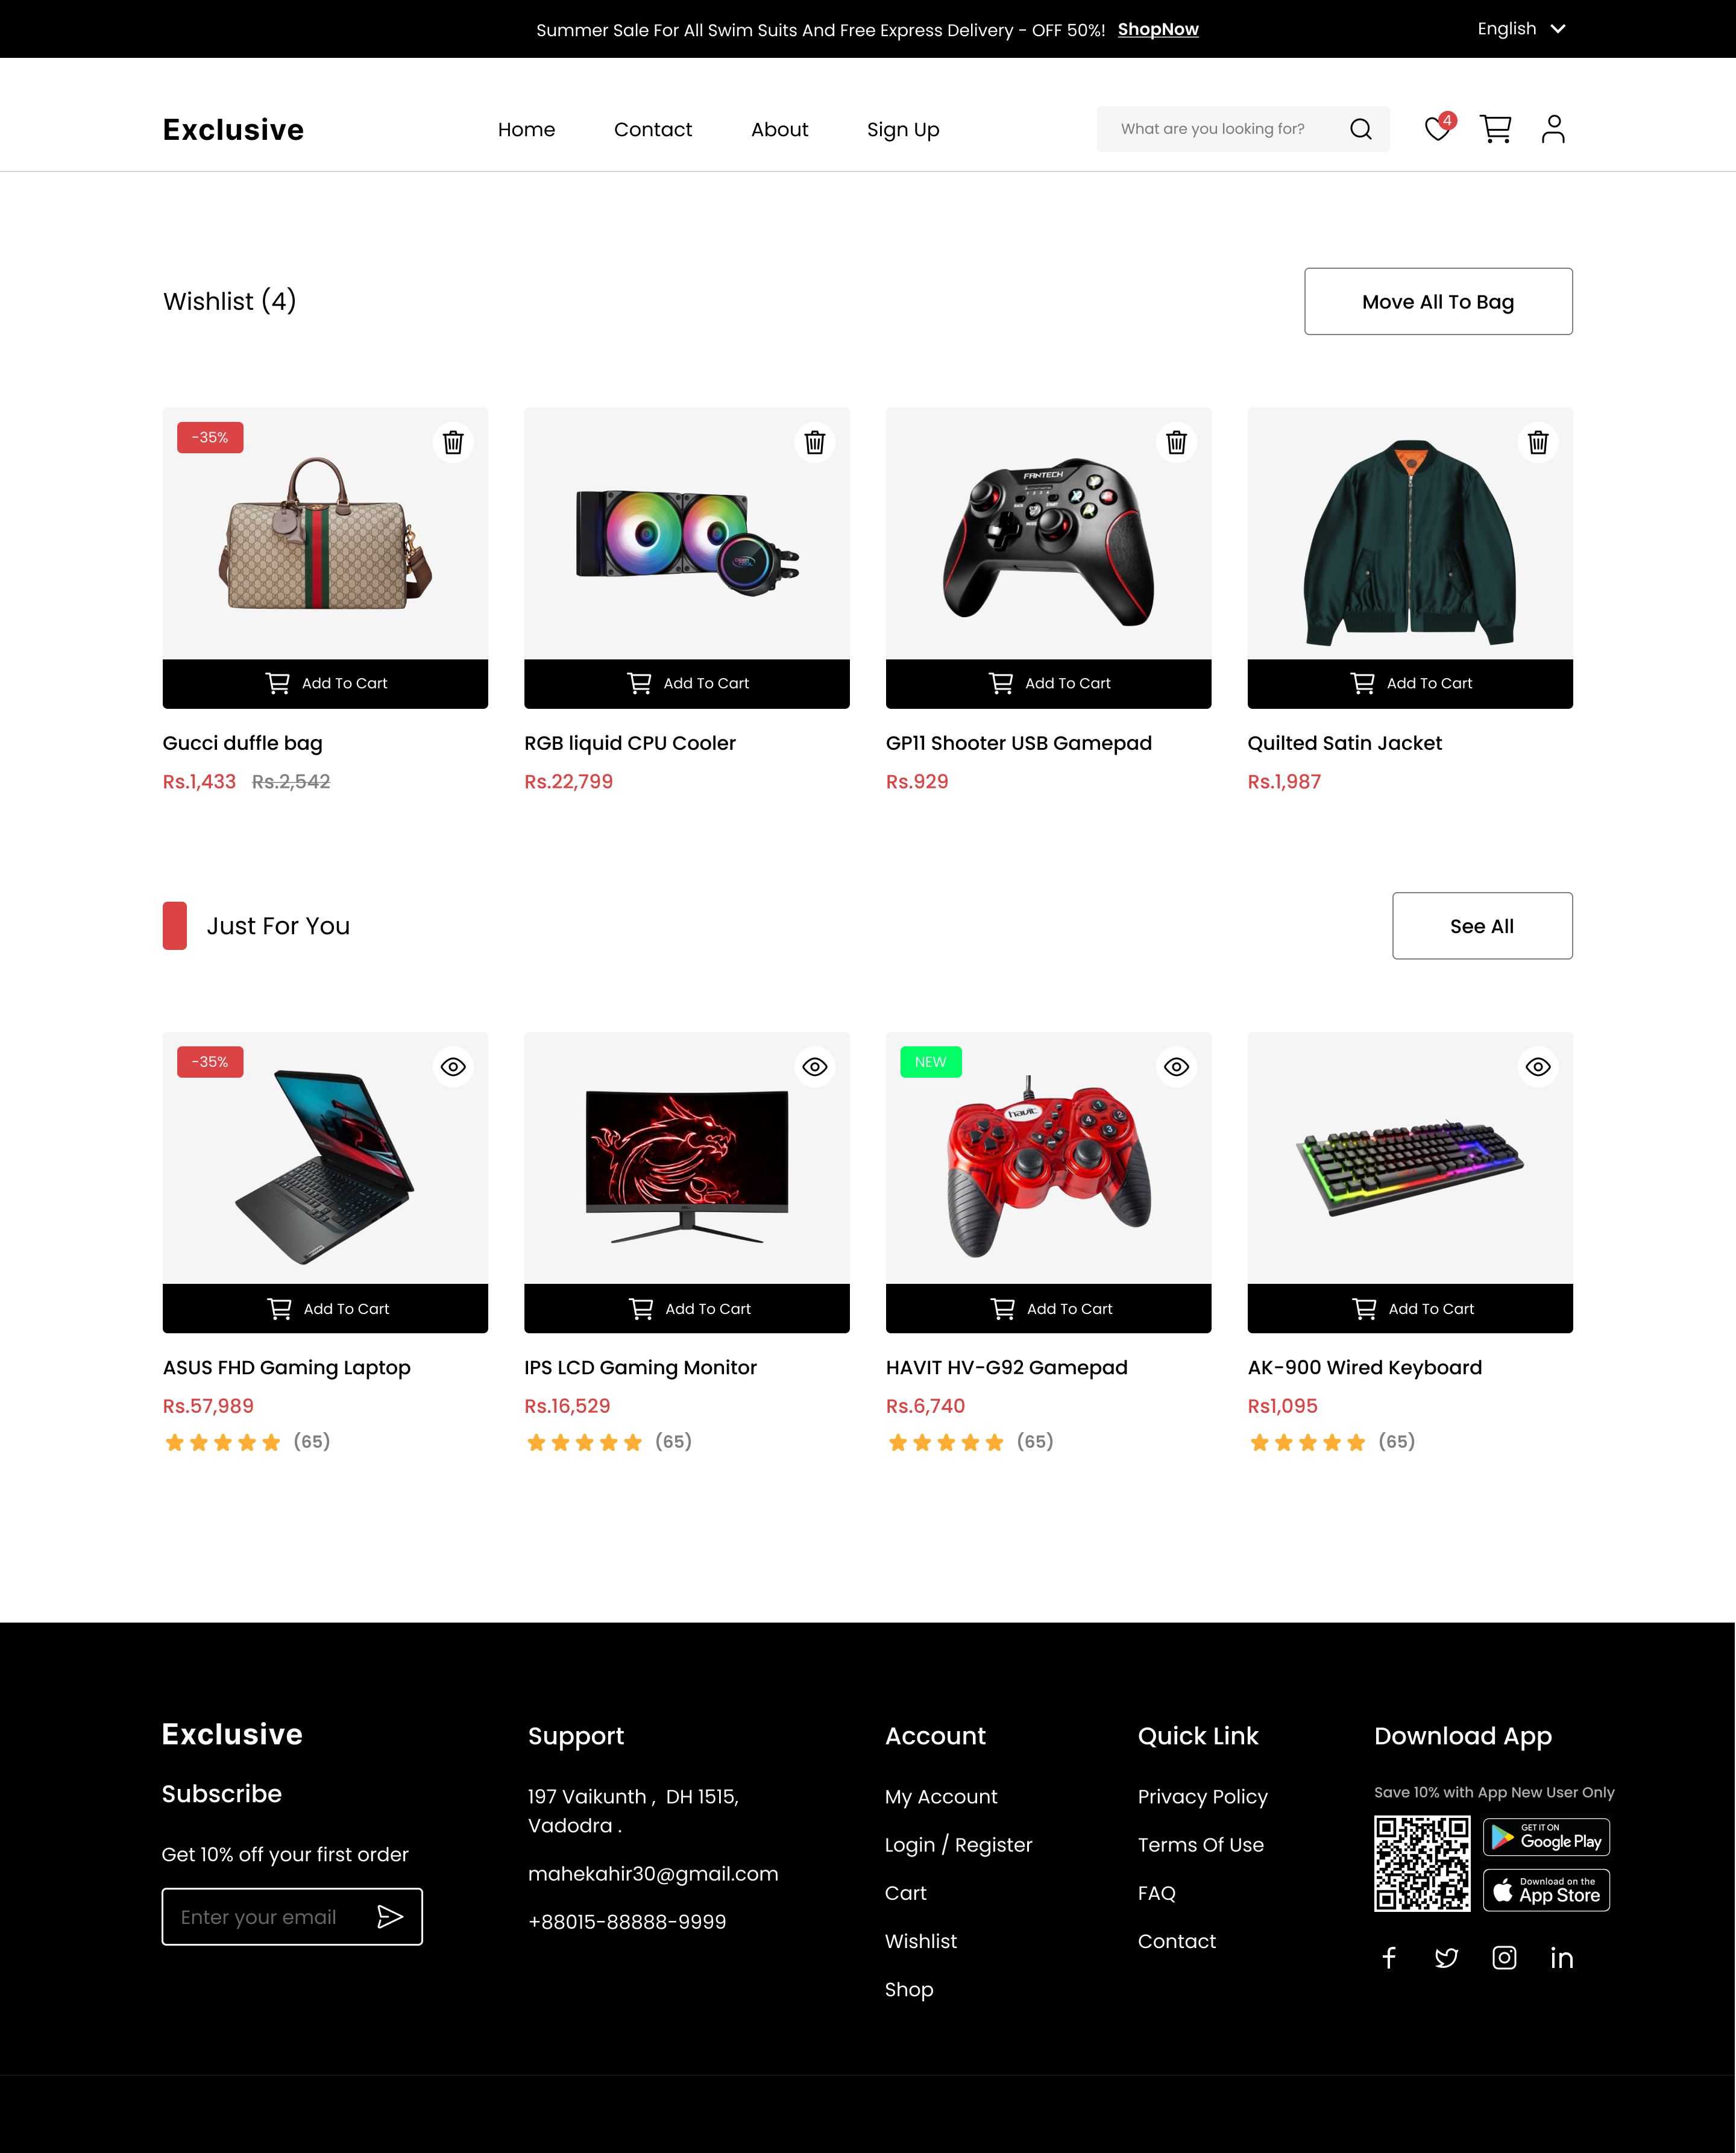 Summer Sale For All Swim Suits And Free Express Delivery - OFF 50%! ShopNow
English
Exclusive
Home
Contact
About
Sign Up
What are you looking for?
4
Wishlist (4)
Move All To Bag
-35%
FANTECH
Add To Cart
Add To Cart
Add To Cart
Add To Cart
Gucci duffle bag
RGB liquid CPU Cooler
GP11 Shooter USB Gamepad
Quilted Satin Jacket
Rs.1,433 Rs.2,542
Rs.22,799
Rs.929
Rs.1,987
Just For You
See All
-35%
NEW
havit
Add To Cart
Add To Cart
Add To Cart
Add To Cart
ASUS FHD Gaming Laptop
IPS LCD Gaming Monitor
HAVIT HV-G92 Gamepad
AK-900 Wired Keyboard
Rs.57,989
Rs.16,529
Rs.6,740
Rs1,095
(65)
(65)
(65)
(65)
Exclusive
Subscribe
Get 10% off your first order
Enter your email
Support
197 Vaikunth , DH 1515,
Vadodra .
mahekahir30@gmail.com
+88015-88888-9999
Account
My Account
Login / Register
Cart
Wishlist
Shop
Quick Link
Privacy Policy
Terms Of Use
FAQ
Contact
Download App
Save 10% with App New User Only
GET IT ON
Google Play
Download on the
App Store